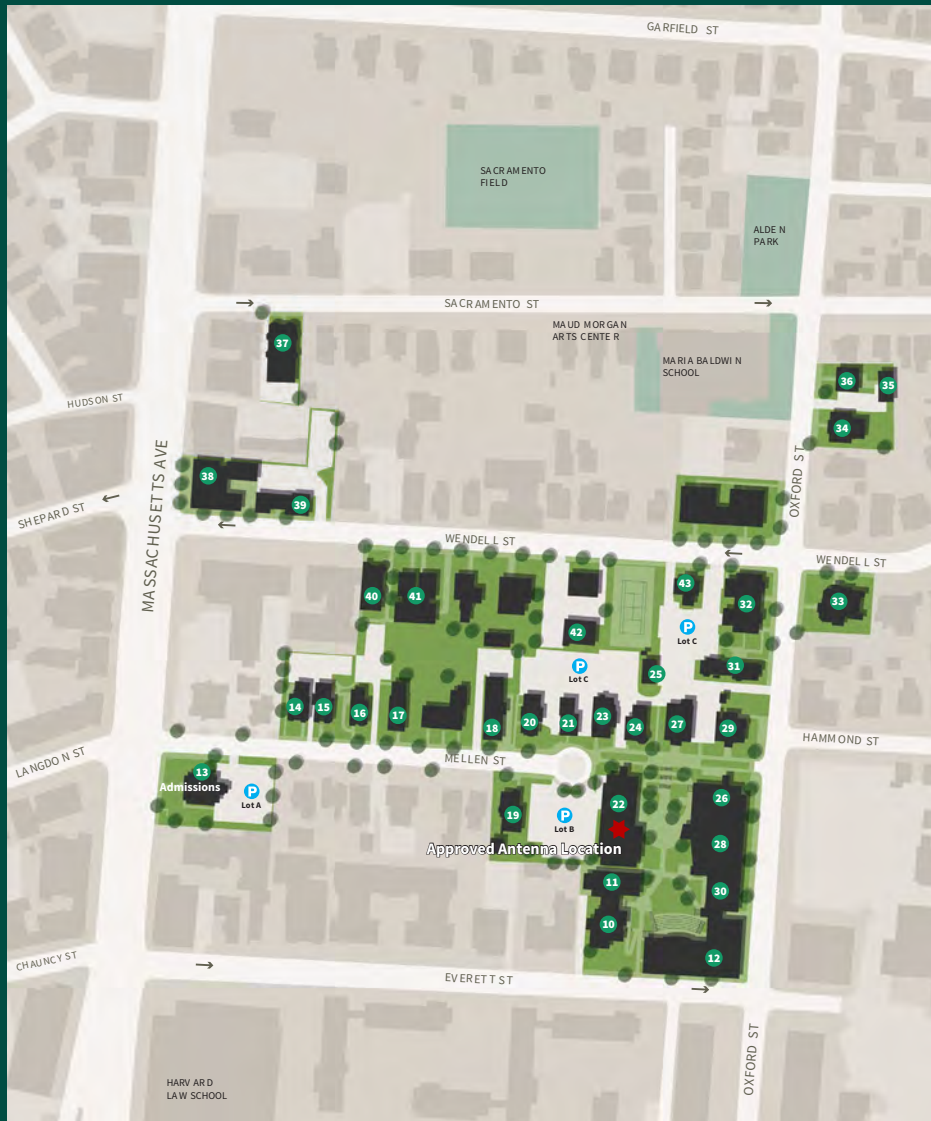 GARFIELD ST
SACRAMENTO
FIELD
ALDEN
PARK
SACRAMENTO ST
MAUD MORGAN
ARTS CENTER
MARIA BALDWIN
SCHOOL
37
36
35
34
HUDSON ST
MASSACHUSETTS AVE
OXFORD ST
38
39
SHEPARD ST
WENDELL ST
WENDELL ST
40
41
43
32
33
42
P
Lot C
P
Lot C
25
31
14
15
16
17
18
20
21
23
24
27
29
HAMMOND ST
LANGDON ST
MELLEN ST
13
Admissions
P
Lot A
19
P
Lot B
22
26
28
Approved Antenna Location
11
30
10
12
CHAUNCY ST
EVERETT ST
OXFORD ST
HARVARD
LAW SCHOOL